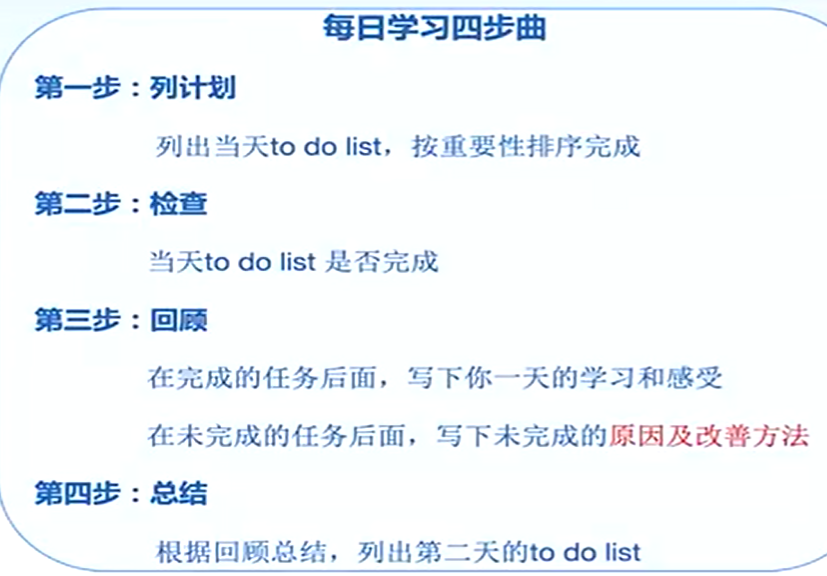 每日学习四步曲
第一步：列计划
列出当天to do list，按重要性排序完成
第二步：检查
当天to do list 是否完成
第三步：回顾
在完成的任务后面，写下你一天的学习和感受
在未完成的任务后面，写下未完成的原因及改善方法
第四步：总结
根据回顾总结，列出第二天的to do list